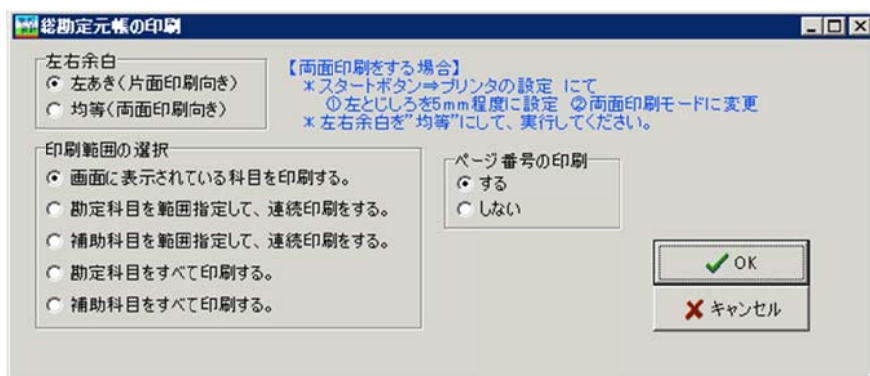 総勘定元帳の印刷
左右余白
左あき(片面印刷向き)
均等(両面印刷向き)
【両面印刷をする場合】
＊スタートボタン⇒プリンタの設定 にて
①左とじしろを5mm程度に設定 ②両面印刷モードに変更
＊左右余白を"均等"にして、実行してください。
印刷範囲の選択
画面に表示されている科目を印刷する。
勘定科目を範囲指定して、連続印刷をする。
補助科目を範囲指定して、連続印刷をする。
勘定科目をすべて印刷する。
補助科目をすべて印刷する。
ページ番号の印刷
する
しない
OK
キャンセル